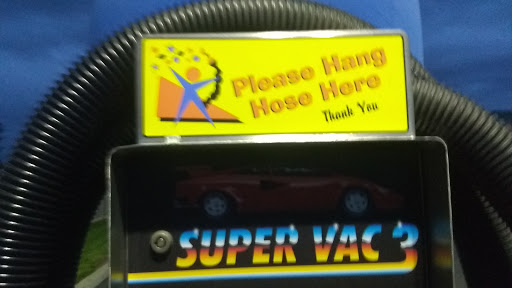 Please Hang
Hose Here
Thank You
SUPER VAC 3